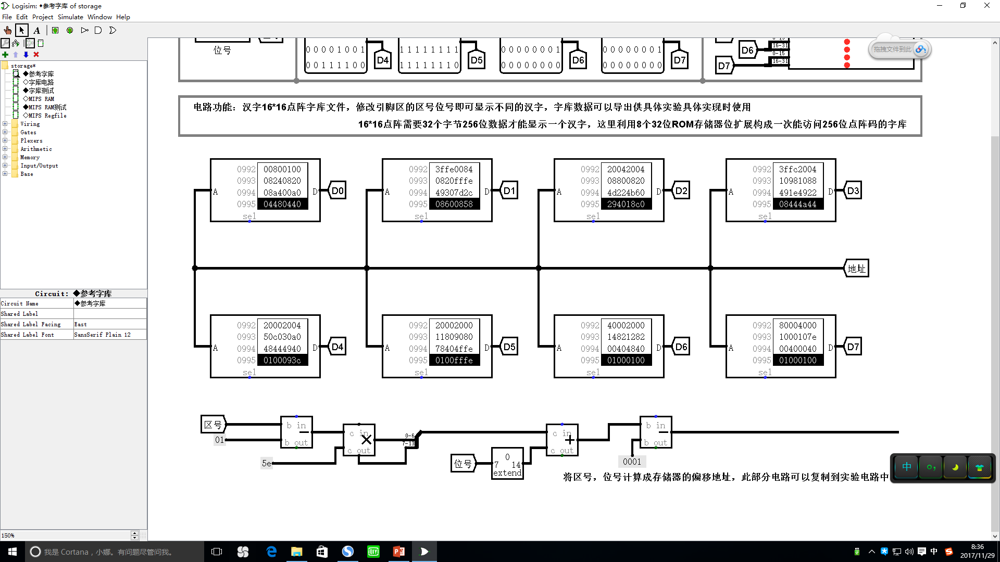 Logisim: ◆参考字库 of storage
File Edit Project Simulate Window Help
位号
0 0 0 0 1 0 0 1
0 0 1 1 1 1 0 0
D4
1 1 1 1 1 1 1 1
1 1 1 1 1 1 1 0
D5
0 0 0 0 0 0 0 1
0 0 0 0 0 0 0 0
D6
0 0 0 0 0 0 0 1
0 0 0 0 0 0 0 0
D7
D6
16-31
0-15
D7
16-31
拖拽文件到此
storage*
◆参考字库
◇字库电路
◆字库测试
◇MIPS RAM
◆MIPS RAM测试
◇MIPS Regfile
Wiring
Gates
Plexers
Arithmetic
Memory
Input/Output
Base
电路功能：汉字16*16点阵字库文件，修改引脚区的区号位号即可显示不同的汉字，字库数据可以导出供具体实验具体实现时使用
16*16点阵需要32个字节256位数据才能显示一个汉字，这里利用8个32位ROM存储器位扩展构成一次能访问256位点阵码的字库
0992 00800100
0993 08240820
A 0994 08a400a0 D D0
0995 04480440
sel
0992 3ffe0084
0993 0820fffe
A 0994 49307d2c D D1
0995 08600858
sel
0992 20042004
0993 08800820
A 0994 4d224b60 D D2
0995 294018c0
sel
0992 3ffc2004
0993 10981088
A 0994 491e4922 D D3
0995 08444a44
sel
地址
0992 20002004
0993 50c030a0
A 0994 48444940 D D4
0995 0100093c
sel
0992 20002000
0993 11809080
A 0994 78404ffe D D5
0995 0100fffe
sel
0992 40002000
0993 14821282
A 0994 00404840 D D6
0995 01000100
sel
0992 80004000
0993 1000107e
A 0994 00400040 D D7
0995 01000100
sel
Circuit: ◆参考字库
Circuit Name ◆参考字库
Shared Label
Shared Label Facing East
Shared Label Font SansSerif Plain 12
区号
01
b in
b out
5e
c in
c out
0-6
7-13
位号
0
7 14
extend
c in
c out
b in
b out
0001
将区号，位号计算成存储器的偏移地址，此部分电路可以复制到实验电路中
中
150%
我是 Cortana，小娜。有问题尽管问我。
QIY
中
8:36
2017/11/29